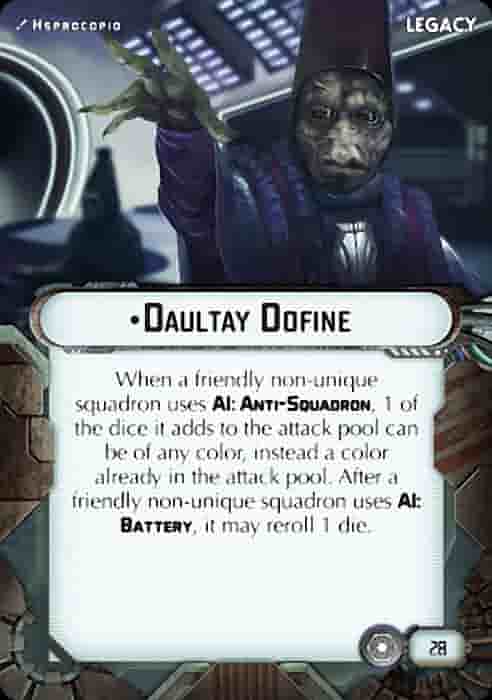 Hsprocopio
LEGACY
•Daultay Dofine
When a friendly non-unique
squadron uses AI: Anti-Squadron, 1 of
the dice it adds to the attack pool can
be of any color, instead a color
already in the attack pool. After a
friendly non-unique squadron uses AI:
Battery, it may reroll 1 die.
28